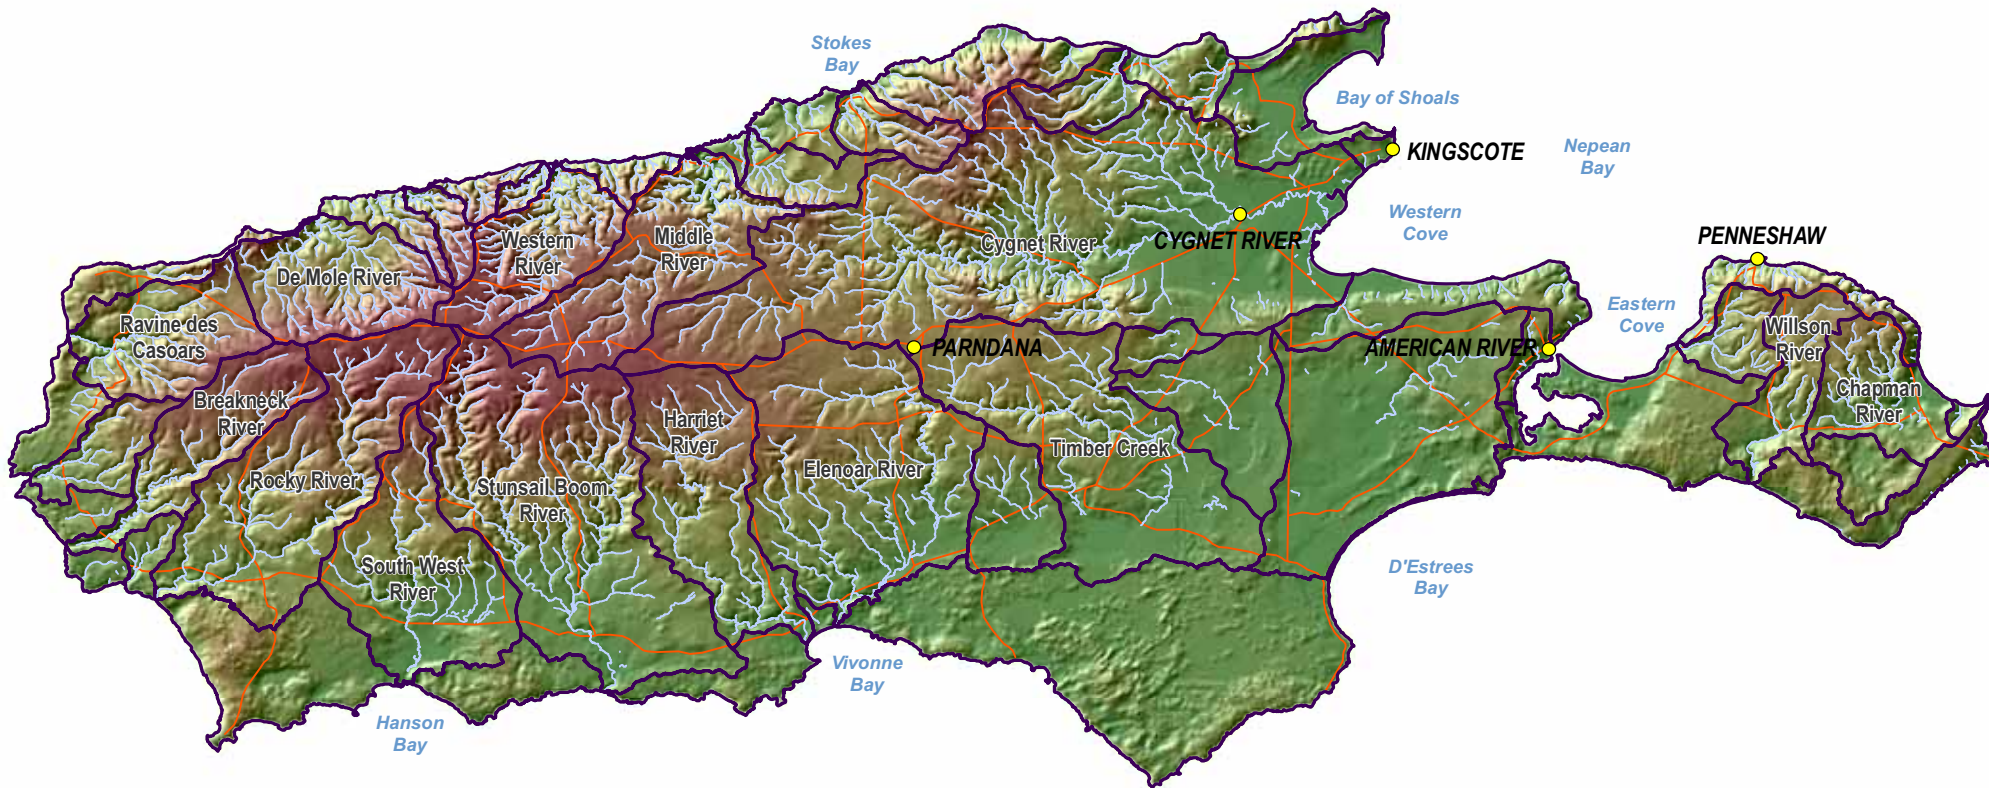 Stokes
Bay
Bay of Shoals
KINGSCOTE
Nepean
Bay
Western
Cove
PENNESHAW
Western
River
Middle
River
Cygnet River
CYGNET RIVER
De Mole River
Eastern
Cove
Ravine des
Casoars
PARNDANA
AMERICAN RIVER
Willson
River
Chapman
River
Breakneck
River
Harriet
River
Timber Creek
Elenoar River
Rocky River
Stunsail Boom
River
South West
River
D'Estrees
Bay
Vivonne
Bay
Hanson
Bay